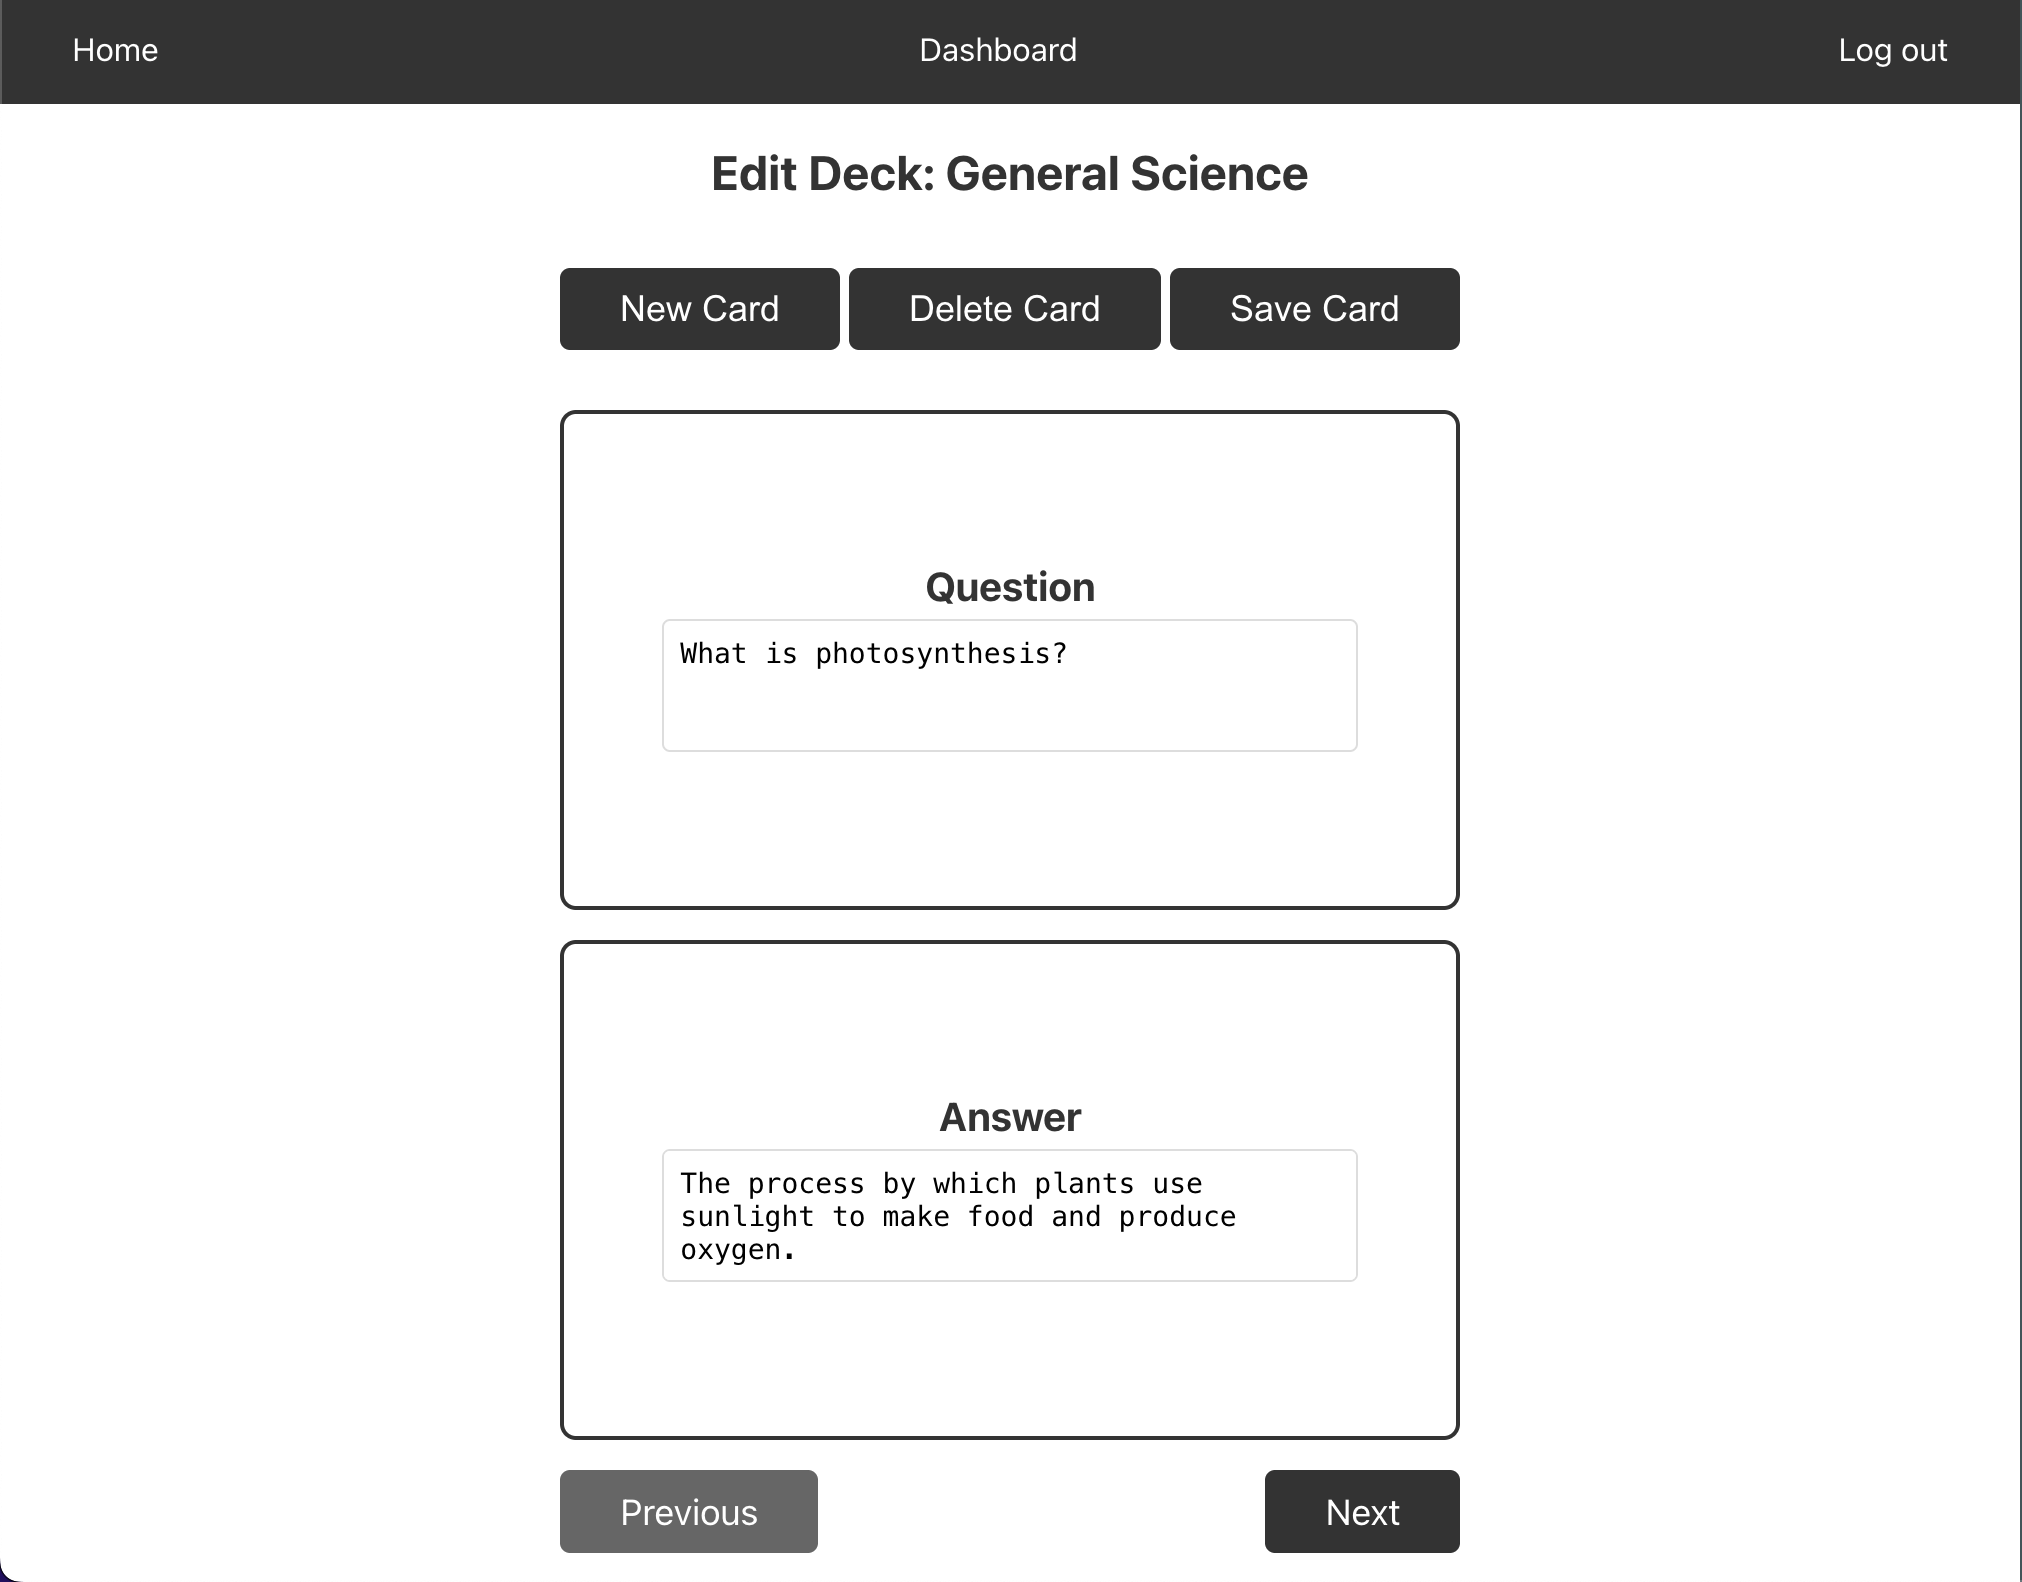 Home Dashboard Log out
Edit Deck: General Science
New Card Delete Card Save Card
Question
What is photosynthesis?
Answer
The process by which plants use
sunlight to make food and produce
oxygen.
Previous Next